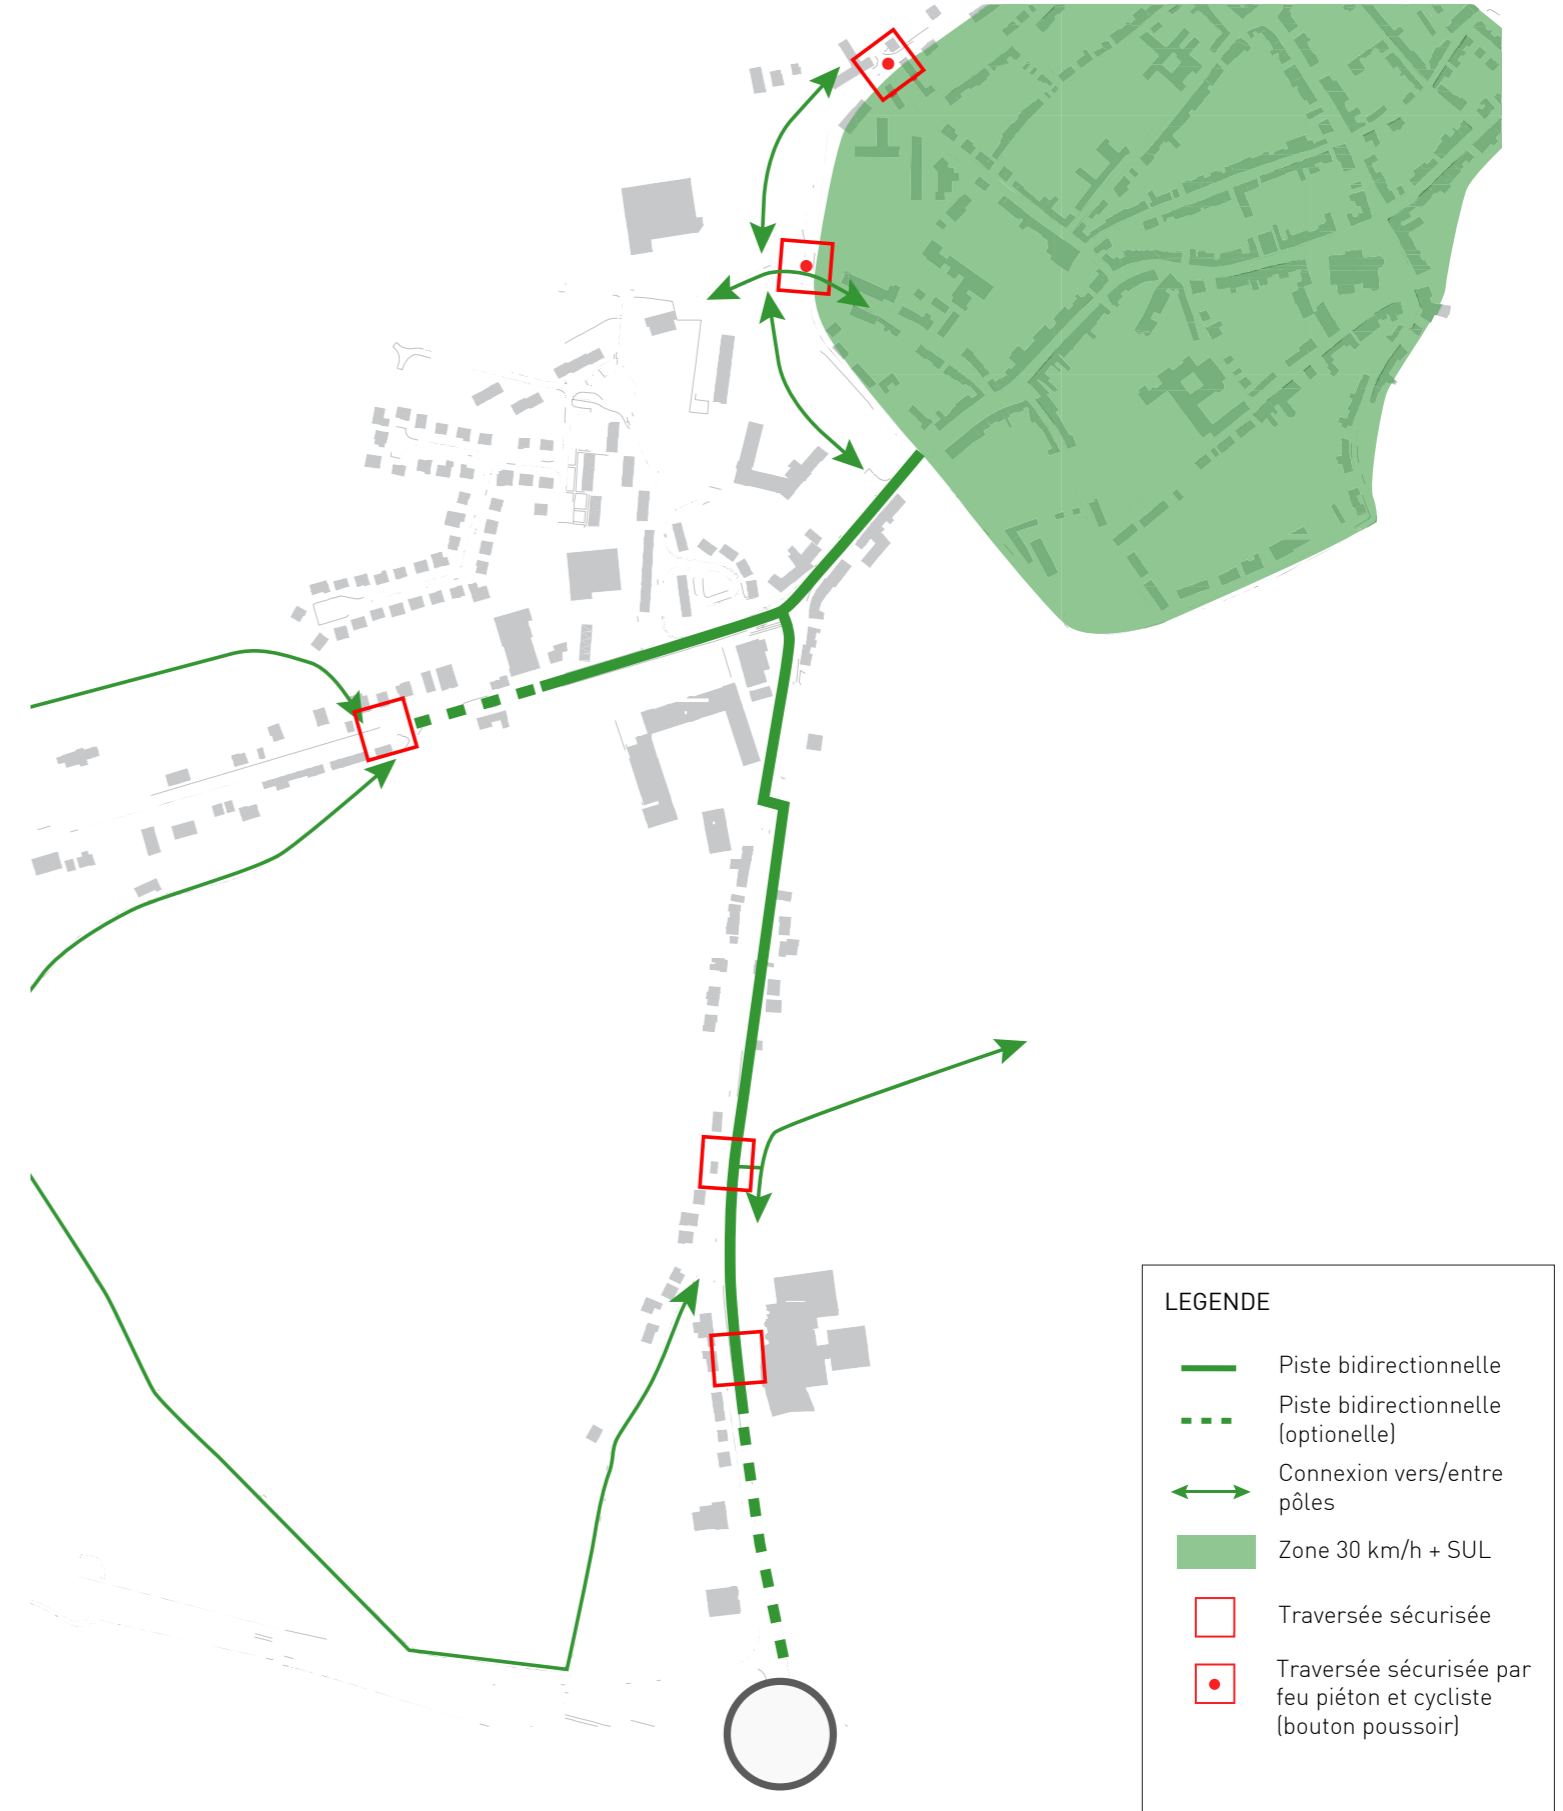 LEGENDE
Piste bidirectionnelle
Piste bidirectionnelle
(optionelle)
Connexion vers/entre
pôles
Zone 30 km/h + SUL
Traversée sécurisée
Traversée sécurisée par
feu piéton et cycliste
(bouton poussoir)